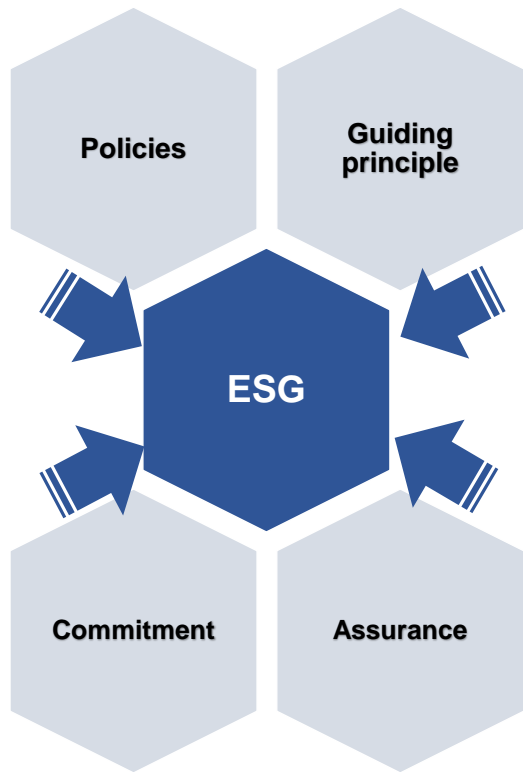 Policies
Guiding
principle
ESG
Commitment
Assurance